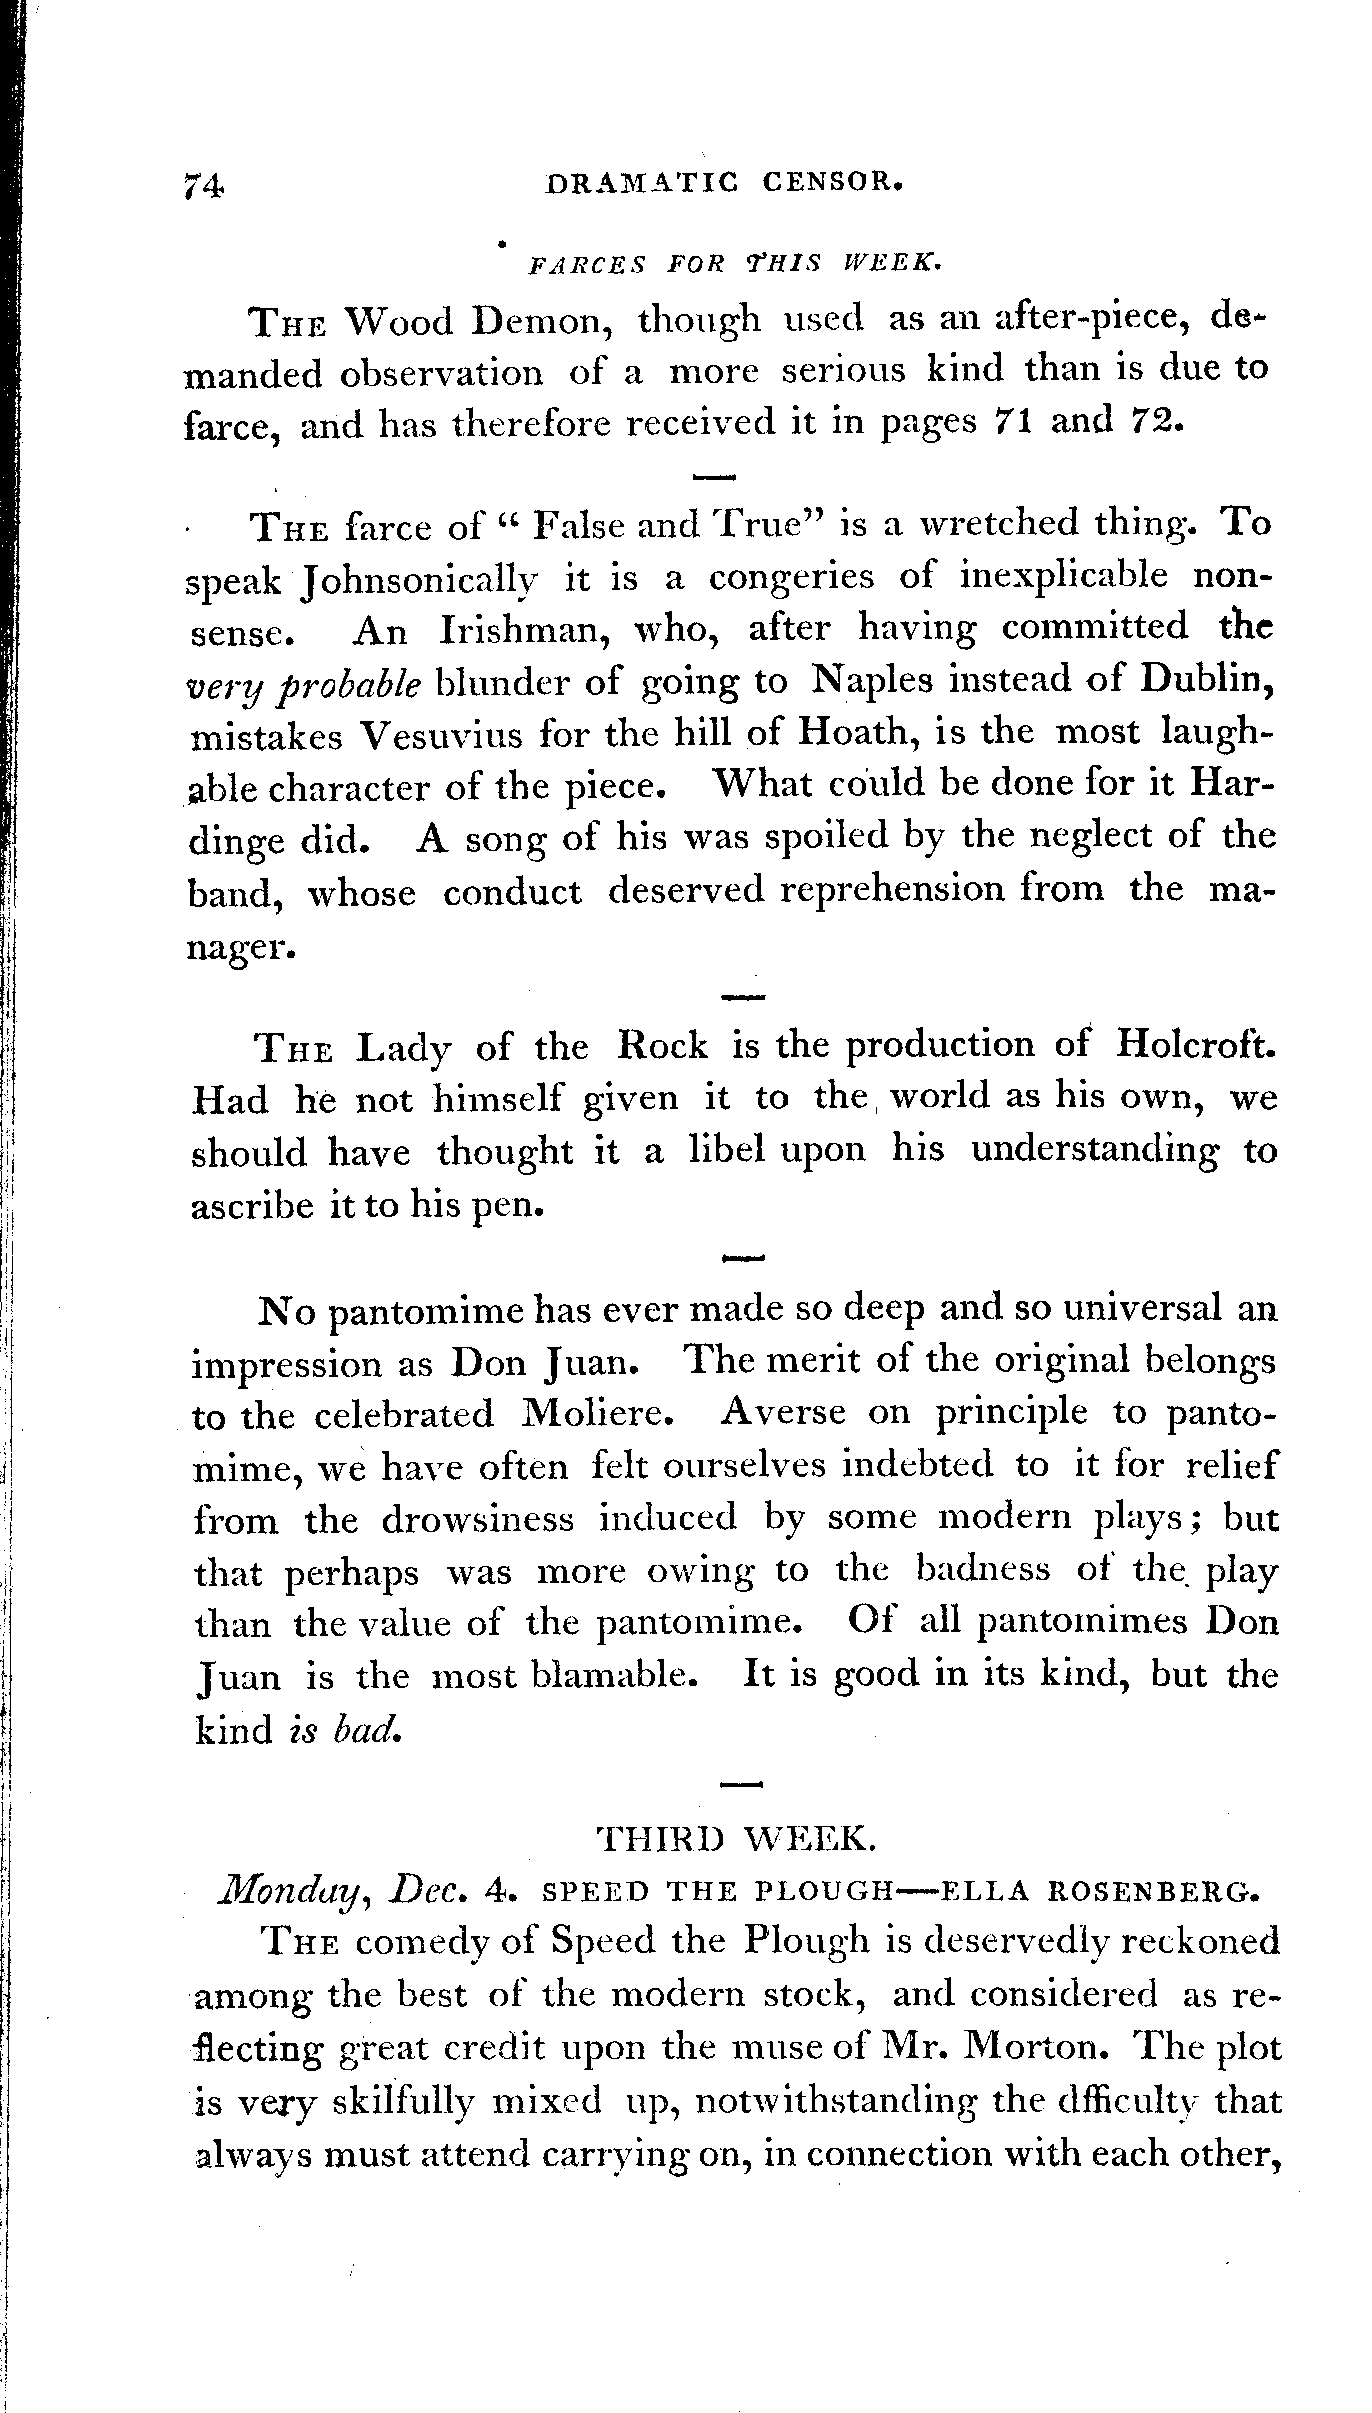 74 DRAMATIC CENSOR.
FARCES FOR THIS WEEK.
THE Wood Demon, though used as an after-piece, de-
manded observation of a more serious kind than is due to
farce, and has therefore received it in pages 71 and 72.
THE farce of “ False and True” is a wretched thing. To
speak Johnsonically it is a congeries of inexplicable non-
sense. An Irishman, who, after having committed the
very probable blunder of going to Naples instead of Dublin,
mistakes Vesuvius for the hill of Hoath, is the most laugh-
able character of the piece. What could be done for it Har-
dinge did. A song of his was spoiled by the neglect of the
band, whose conduct deserved reprehension from the ma-
nager.
THE Lady of the Rock is the production of Holcroft.
Had he not himself given it to the world as his own, we
should have thought it a libel upon his understanding to
ascribe it to his pen.
No pantomime has ever made so deep and so universal an
impression as Don Juan. The merit of the original belongs
to the celebrated Moliere. Averse on principle to panto-
mime, we have often felt ourselves indebted to it for relief
from the drowsiness induced by some modern plays; but
that perhaps was more owing to the badness of the play
than the value of the pantomime. Of all pantomimes Don
Juan is the most blamable. It is good in its kind, but the
kind is bad.
THIRD WEEK.
Monday, Dec. 4. SPEED THE PLOUGH—ELLA ROSENBERG.
THE comedy of Speed the Plough is deservedly reckoned
among the best of the modern stock, and considered as re-
flecting great credit upon the muse of Mr. Morton. The plot
is very skilfully mixed up, notwithstanding the dfficulty that
always must attend carrying on, in connection with each other,